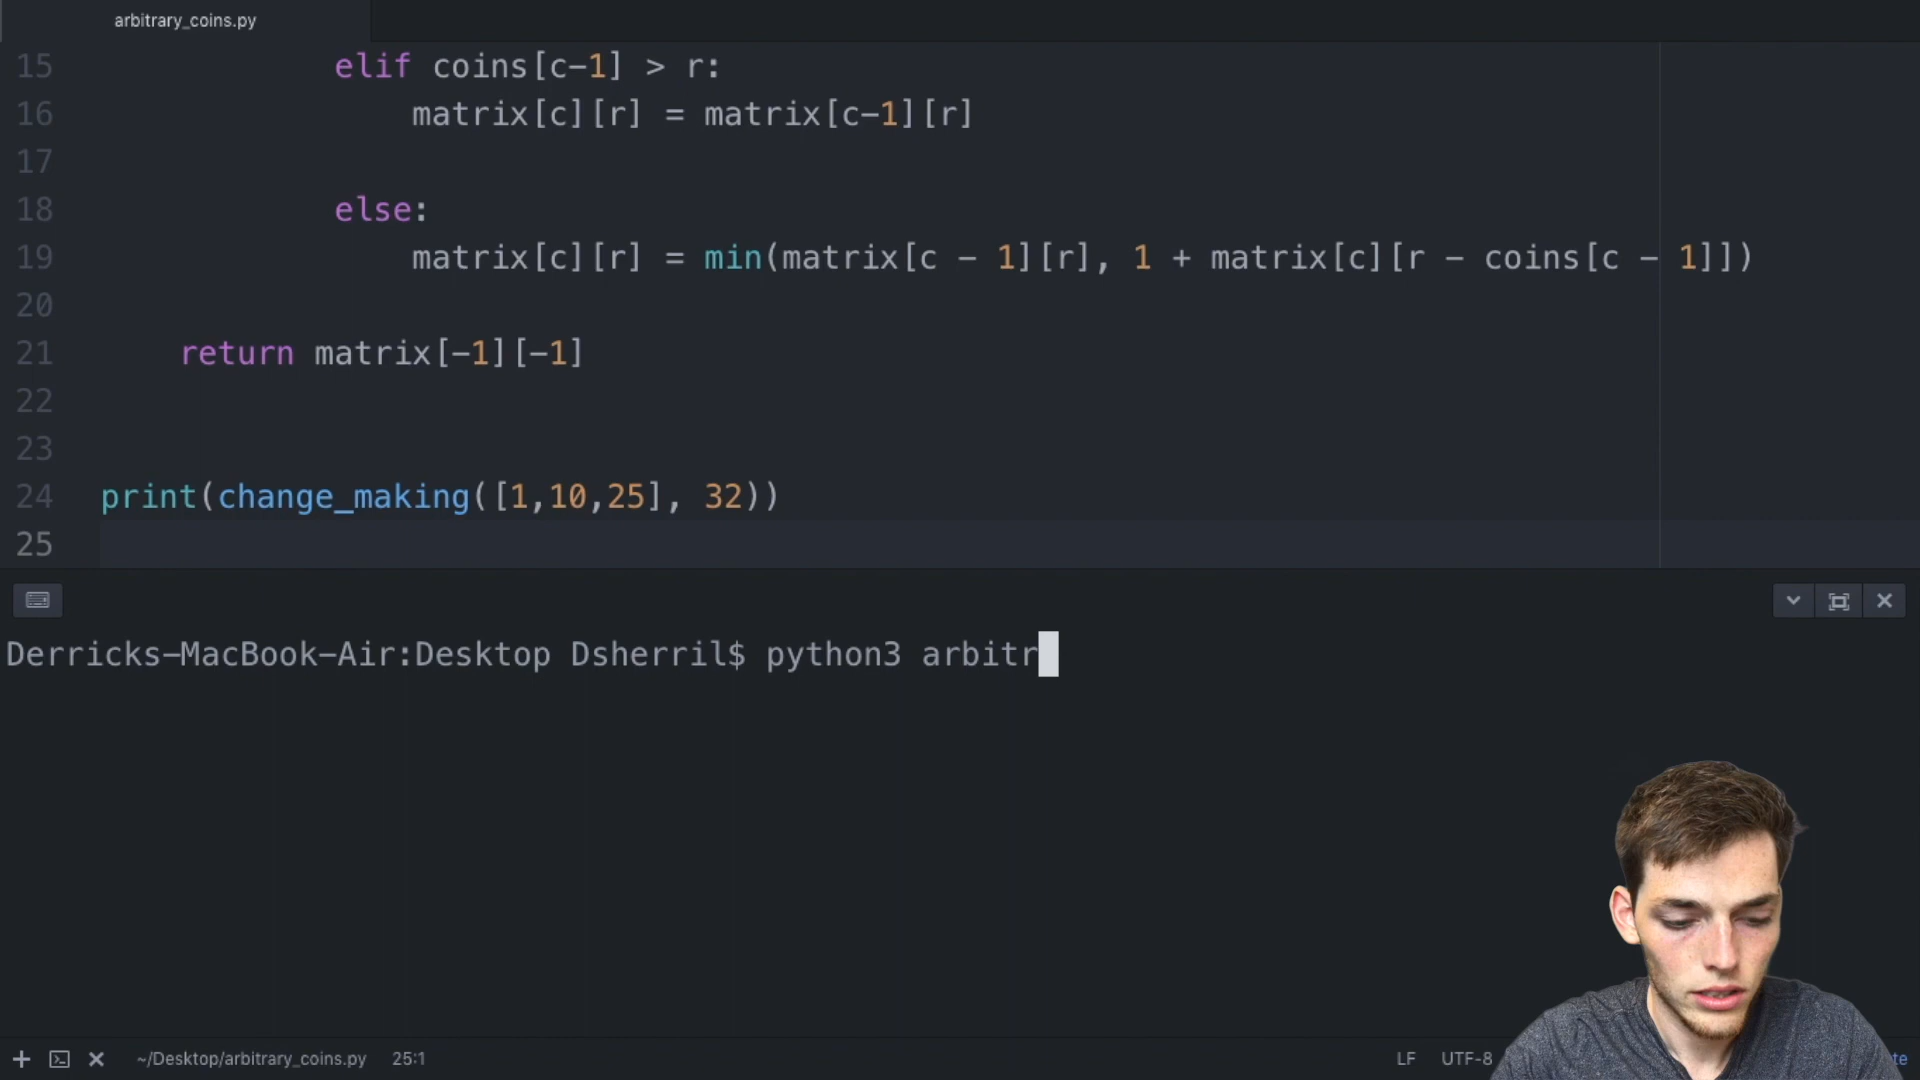 arbitrary_coins.py
15 elif coins[c-1] > r:
16 matrix[c][r] = matrix[c-1][r]
17
18 else:
19 matrix[c][r] = min(matrix[c - 1][r], 1 + matrix[c][r - coins[c - 1]])
20
21 return matrix[-1][-1]
22
23
24 print(change_making([1,10,25], 32))
25
Derricks-MacBook-Air:Desktop Dsherril$ python3 arbitr
~/Desktop/arbitrary_coins.py 25:1 LF UTF-8